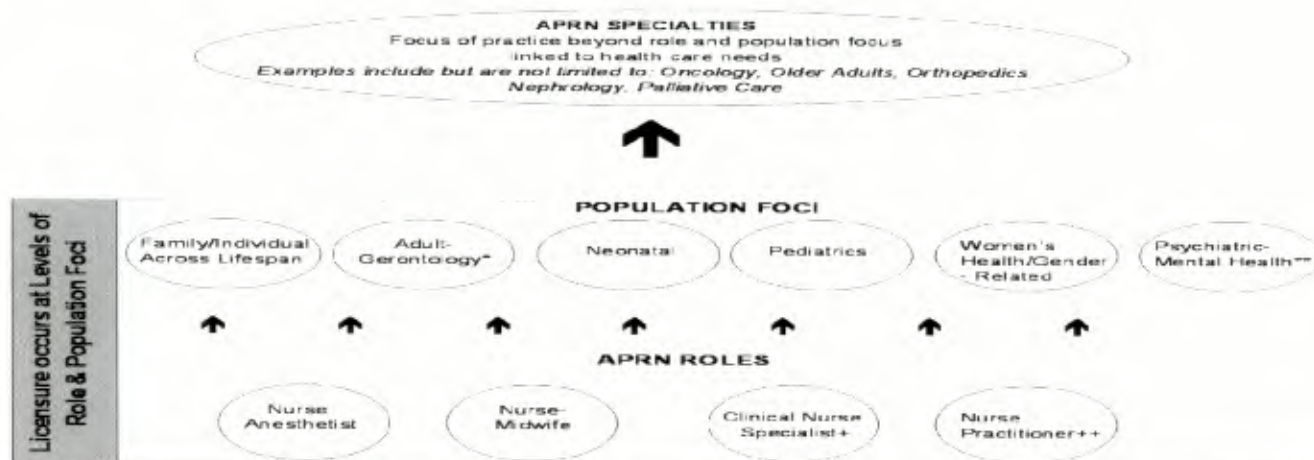 APRN SPECIALTIES
Focus of practice beyond role and population focus
linked to health care needs
Examples include but are not limited to: Oncology, Older Adults, Orthopedics
Nephrology, Palliative Care
POPULATION FOCI
Family/Individual
Across Lifespan
Adult-
Gerontology*
Neonatal
Pediatrics
Women's
Health/Gender
- Related
Psychiatric-
Mental Health**
APRN ROLES
Nurse
Anesthetist
Nurse-
Midwife
Clinical Nurse
Specialist+
Nurse
Practitioner++
Licensure occurs at Levels of
Role & Population Foci